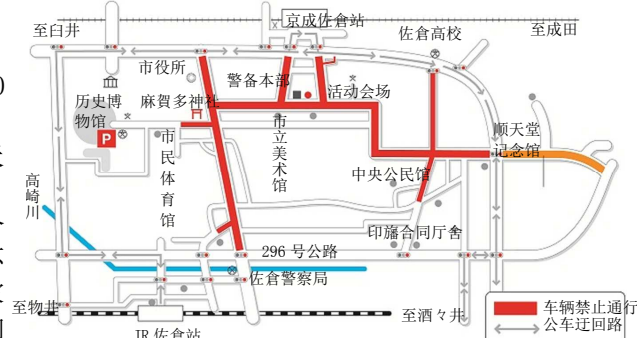 京成佐倉站
至臼井
佐倉高校
至成田
市役所
警备本部
活动会场
历史博
物馆
麻賀多神社
P
市民体育馆
市立美术馆
顺天堂
记念馆
中央公民馆
高崎川
印旛合同厅舍
296 号公路
佐倉警察局
至物井
至酒々井
JR 佐倉站
车辆禁止通行
公车迂回路